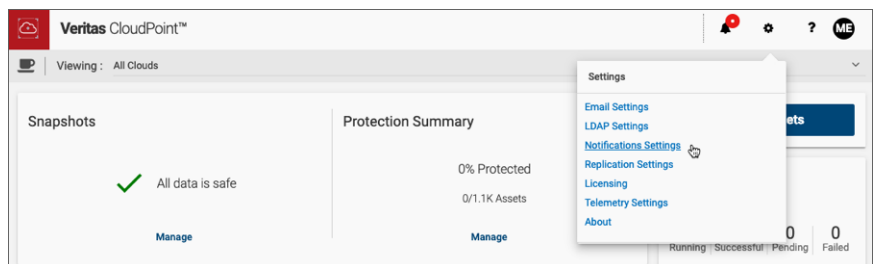 Veritas CloudPoint™
?
ME
Viewing : All Clouds
Settings
Email Settings
LDAP Settings
Notifications Settings
Replication Settings
Licensing
Telemetry Settings
About
Snapshots
All data is safe
Manage
Protection Summary
0% Protected
0/1.1K Assets
Manage
ets
0 0
Running Successful Pending Failed